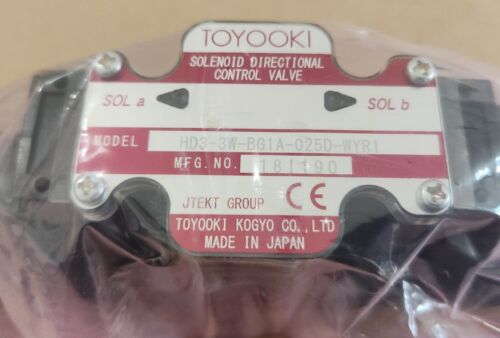 TOYOOKI
SOLENOID DIRECTIONAL
CONTROL VALVE
SOL a SOL b
MODEL HD3-3W-BG1A-025D-WYR1
MFG.NO. 181190
JTEKT GROUP CE
TOYOOKI KOGYO CO.,LTD
MADE IN JAPAN